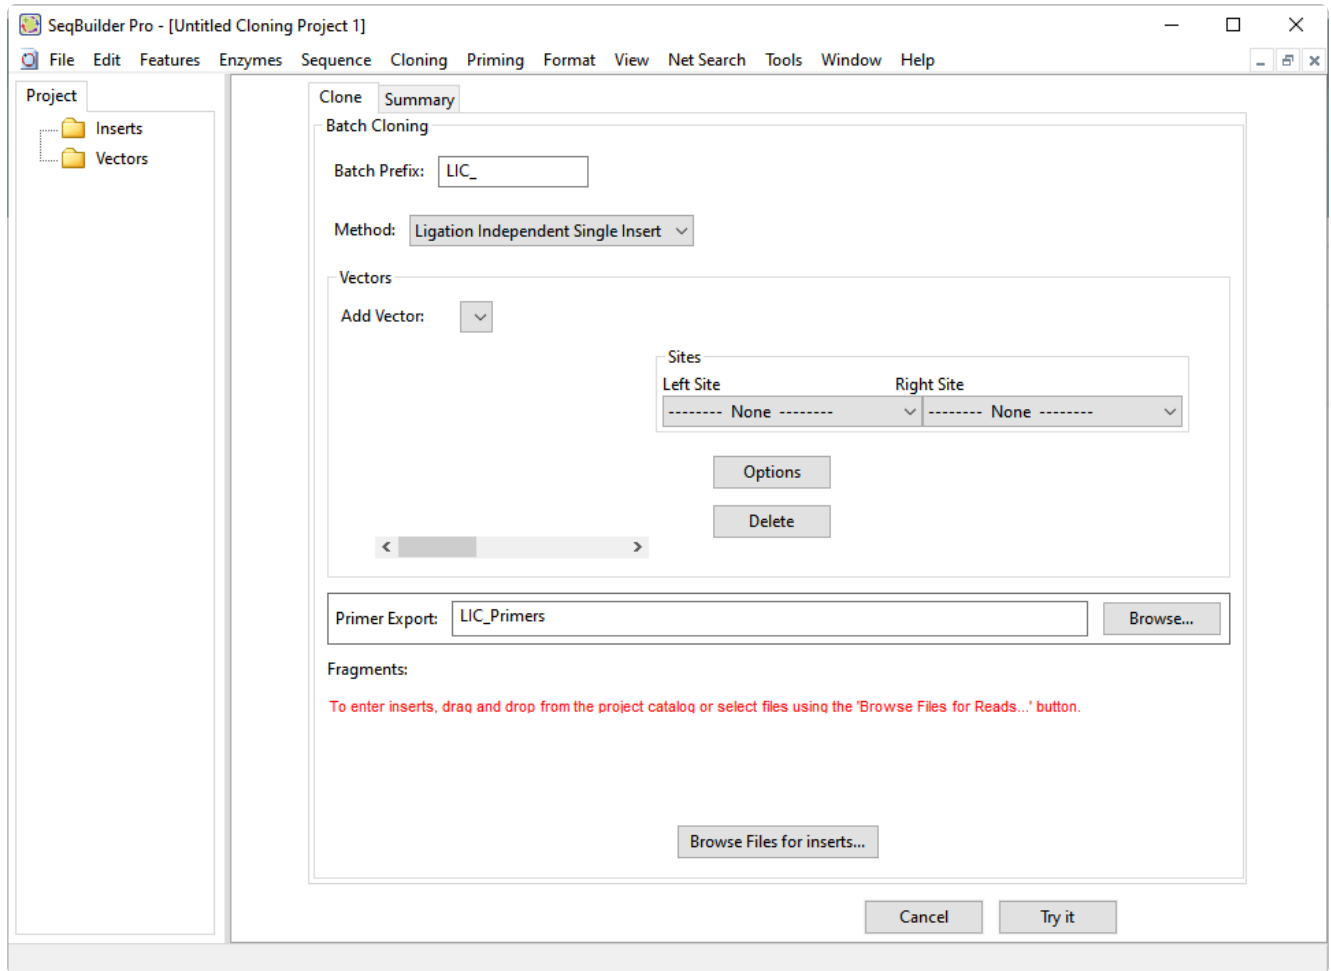 SeqBuilder Pro - [Untitled Cloning Project 1]
File Edit Features Enzymes Sequence Cloning Priming Format View Net Search Tools Window Help
Project
Inserts
Vectors
Clone Summary
Batch Cloning
Batch Prefix: LIC_
Method: Ligation Independent Single Insert
Vectors
Add Vector:
Sites
Left Site Right Site
-------- None -------- -------- None --------
Options
Delete
Primer Export: LIC_Primers Browse...
Fragments:
To enter inserts, drag and drop from the project catalog or select files using the 'Browse Files for Reads...' button.
Browse Files for inserts...
Cancel Try it